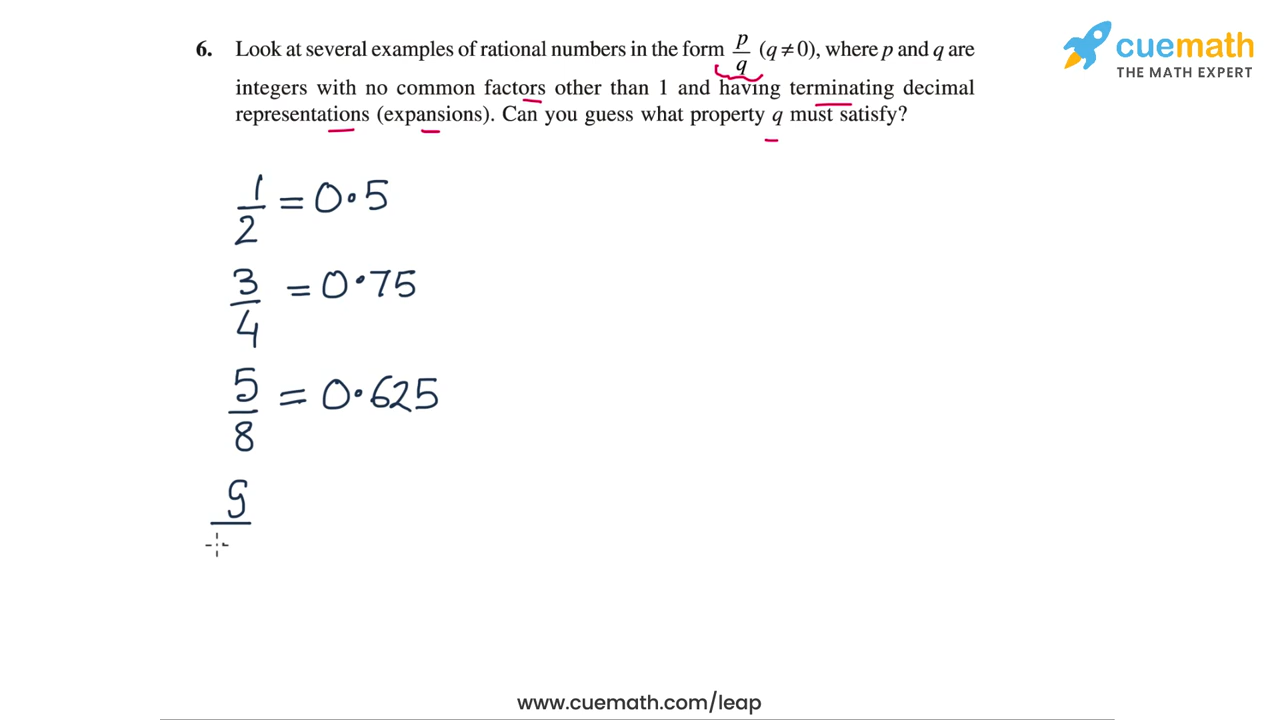 6. Look at several examples of rational numbers in the form p/q (q ≠ 0), where p and q are
integers with no common factors other than 1 and having terminating decimal
representations (expansions). Can you guess what property q must satisfy?
cuemath
THE MATH EXPERT
1/2 = 0.5
3/4 = 0.75
5/8 = 0.625
9
www.cuemath.com/leap